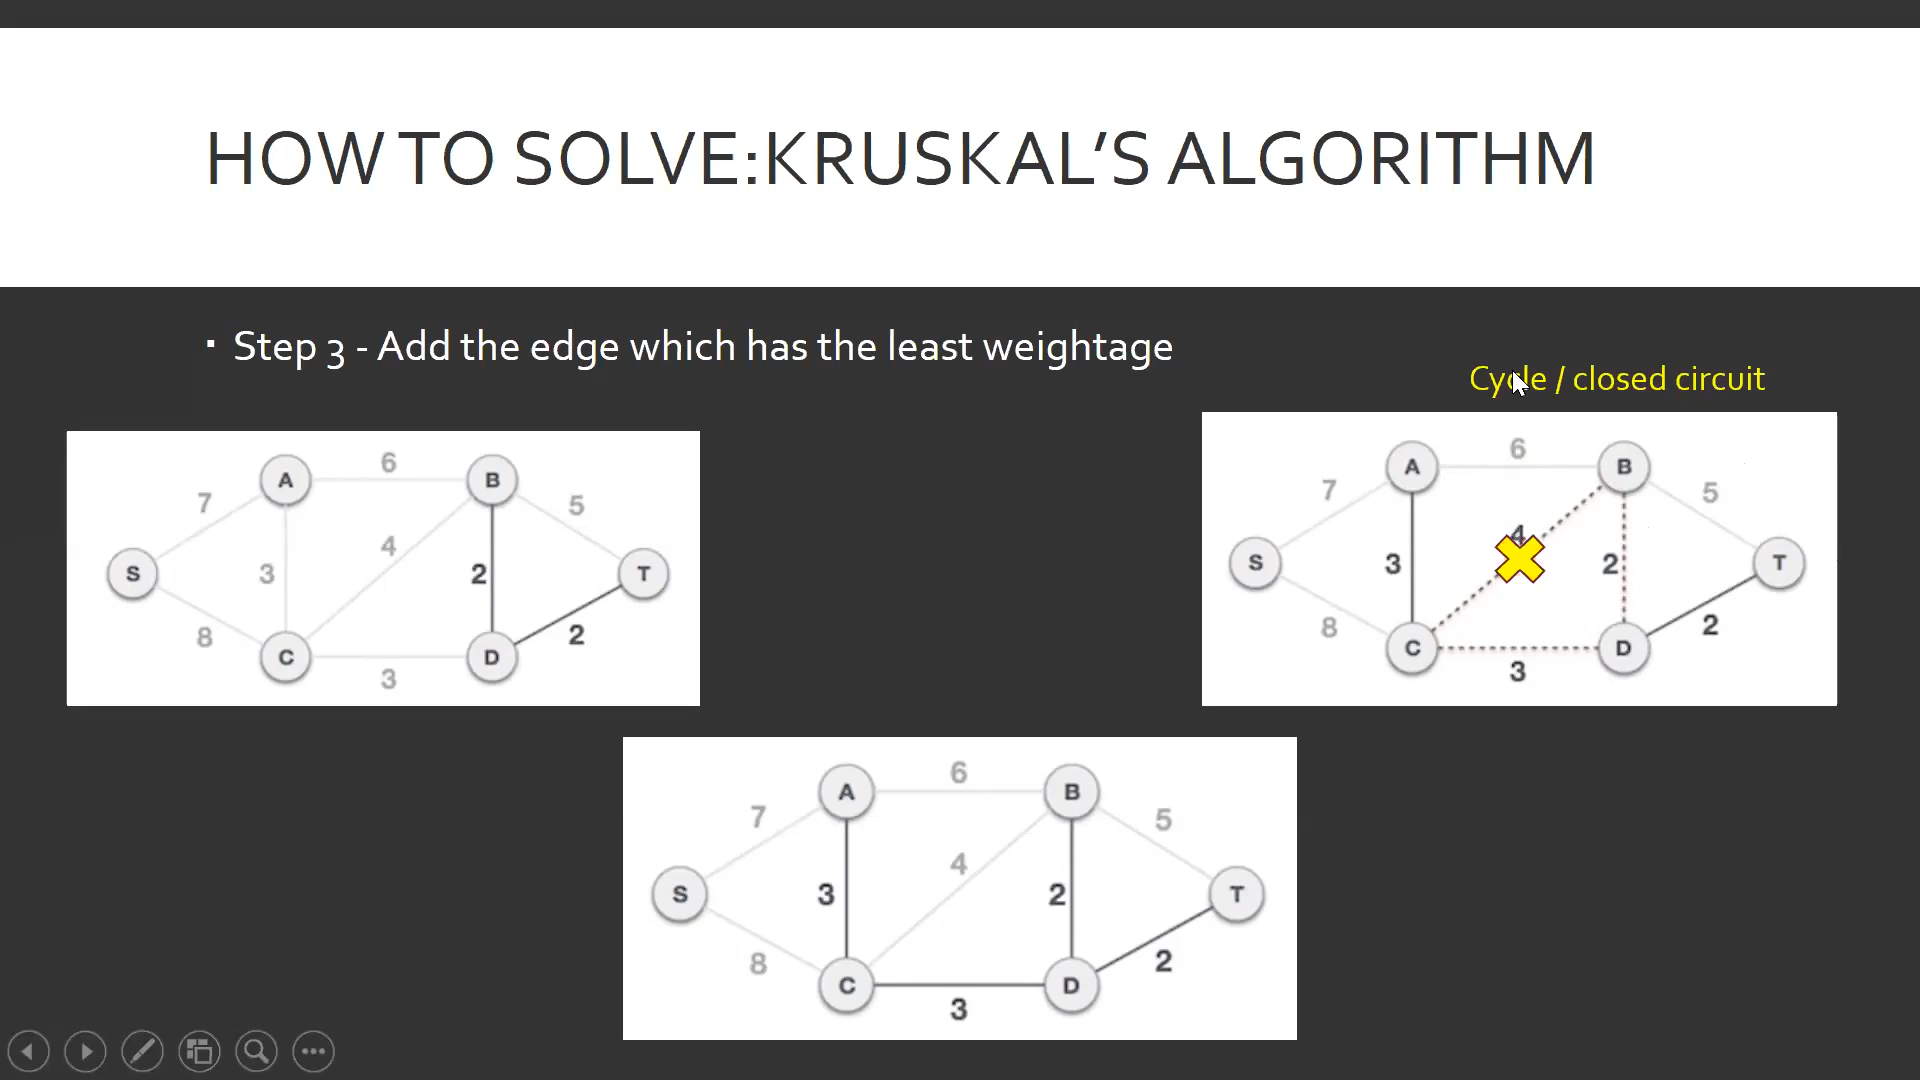 HOW TO SOLVE:KRUSKAL’S ALGORITHM
▪ Step 3 - Add the edge which has the least weightage
Cycle / closed circuit
6
A B
7 5
4
S 3 2 T
8 2
C D
3
6
A B
7 5
4
S 3 2 T
8 2
C D
3
6
A B
7 5
4
S 3 2 T
8 2
C D
3